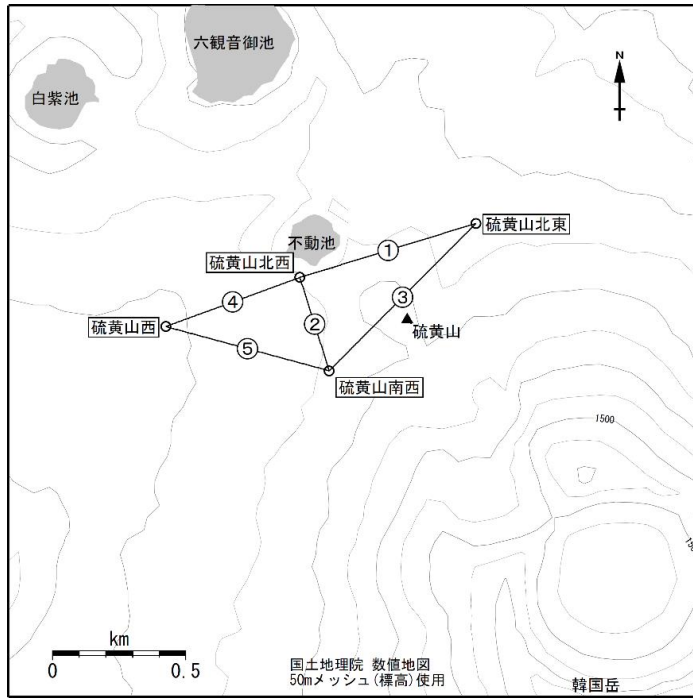 六観音御池
白紫池
N
不動池
硫黄山北東
①
硫黄山北西
③
④
②
硫黄山西
硫黄山
⑤
硫黄山南西
1500
km
0 0.5
国土地理院 数値地図
50mメッシュ(標高)使用
韓国岳